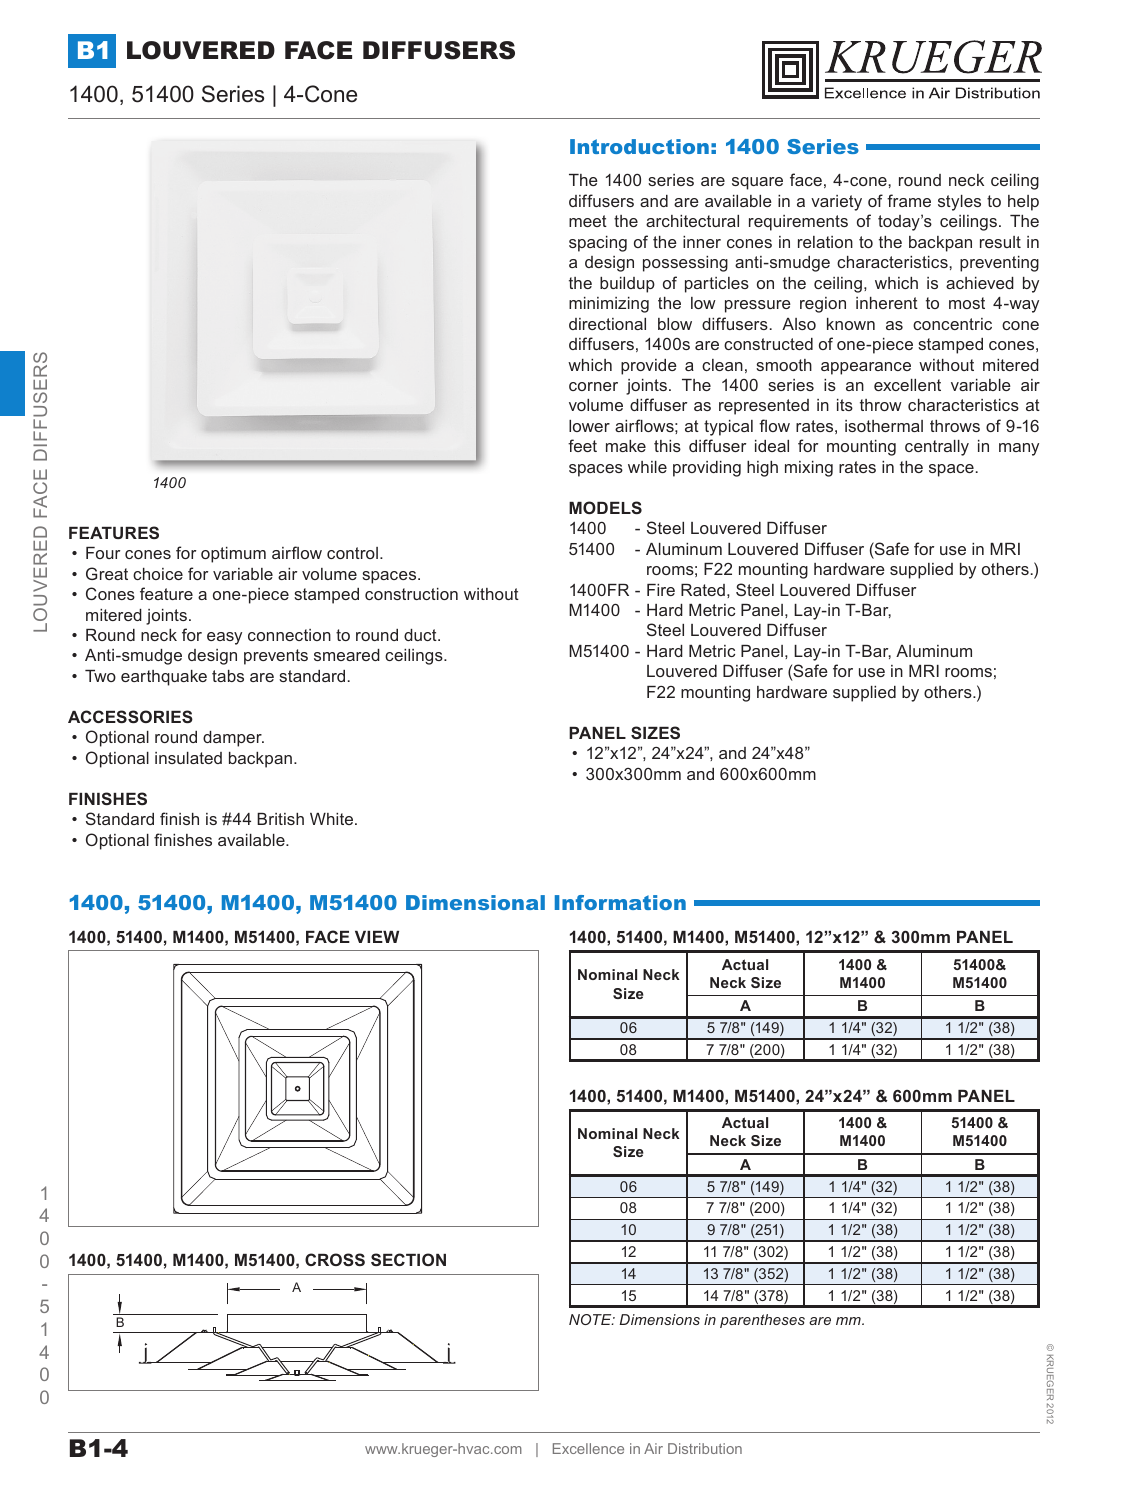 B1 LOUVERED FACE DIFFUSERS
1400, 51400 Series | 4-Cone
KRUEGER
Excellence in Air Distribution
1400
FEATURES
• Four cones for optimum airflow control.
• Great choice for variable air volume spaces.
• Cones feature a one-piece stamped construction without
mitered joints.
• Round neck for easy connection to round duct.
• Anti-smudge design prevents smeared ceilings.
• Two earthquake tabs are standard.
ACCESSORIES
• Optional round damper.
• Optional insulated backpan.
FINISHES
• Standard finish is #44 British White.
• Optional finishes available.
Introduction: 1400 Series
The 1400 series are square face, 4-cone, round neck ceiling
diffusers and are available in a variety of frame styles to help
meet the architectural requirements of today's ceilings. The
spacing of the inner cones in relation to the backpan result in
a design possessing anti-smudge characteristics, preventing
the buildup of particles on the ceiling, which is achieved by
minimizing the low pressure region inherent to most 4-way
directional blow diffusers. Also known as concentric cone
diffusers, 1400s are constructed of one-piece stamped cones,
which provide a clean, smooth appearance without mitered
corner joints. The 1400 series is an excellent variable air
volume diffuser as represented in its throw characteristics at
lower airflows; at typical flow rates, isothermal throws of 9-16
feet make this diffuser ideal for mounting centrally in many
spaces while providing high mixing rates in the space.
MODELS
1400 - Steel Louvered Diffuser
51400 - Aluminum Louvered Diffuser (Safe for use in MRI
rooms; F22 mounting hardware supplied by others.)
1400FR - Fire Rated, Steel Louvered Diffuser
M1400 - Hard Metric Panel, Lay-in T-Bar,
Steel Louvered Diffuser
M51400 - Hard Metric Panel, Lay-in T-Bar, Aluminum
Louvered Diffuser (Safe for use in MRI rooms;
F22 mounting hardware supplied by others.)
PANEL SIZES
• 12”x12”, 24”x24”, and 24”x48”
• 300x300mm and 600x600mm
LOUVERED FACE DIFFUSERS
1400, 51400, M1400, M51400 Dimensional Information
1400, 51400, M1400, M51400, FACE VIEW
1400, 51400, M1400, M51400, CROSS SECTION
A
B
1400, 51400, M1400, M51400, 12”x12” & 300mm PANEL
Nominal Neck Size | Actual Neck Size | 1400 & M1400 | 51400& M51400
A | B | B
06 | 5 7/8" (149) | 1 1/4" (32) | 1 1/2" (38)
08 | 7 7/8" (200) | 1 1/4" (32) | 1 1/2" (38)
1400, 51400, M1400, M51400, 24”x24” & 600mm PANEL
Nominal Neck Size | Actual Neck Size | 1400 & M1400 | 51400 & M51400
A | B | B
06 | 5 7/8" (149) | 1 1/4" (32) | 1 1/2" (38)
08 | 7 7/8" (200) | 1 1/4" (32) | 1 1/2" (38)
10 | 9 7/8" (251) | 1 1/2" (38) | 1 1/2" (38)
12 | 11 7/8" (302) | 1 1/2" (38) | 1 1/2" (38)
14 | 13 7/8" (352) | 1 1/2" (38) | 1 1/2" (38)
15 | 14 7/8" (378) | 1 1/2" (38) | 1 1/2" (38)
NOTE: Dimensions in parentheses are mm.
1400-51400
© KRUEGER 2012
B1-4
www.krueger-hvac.com | Excellence in Air Distribution